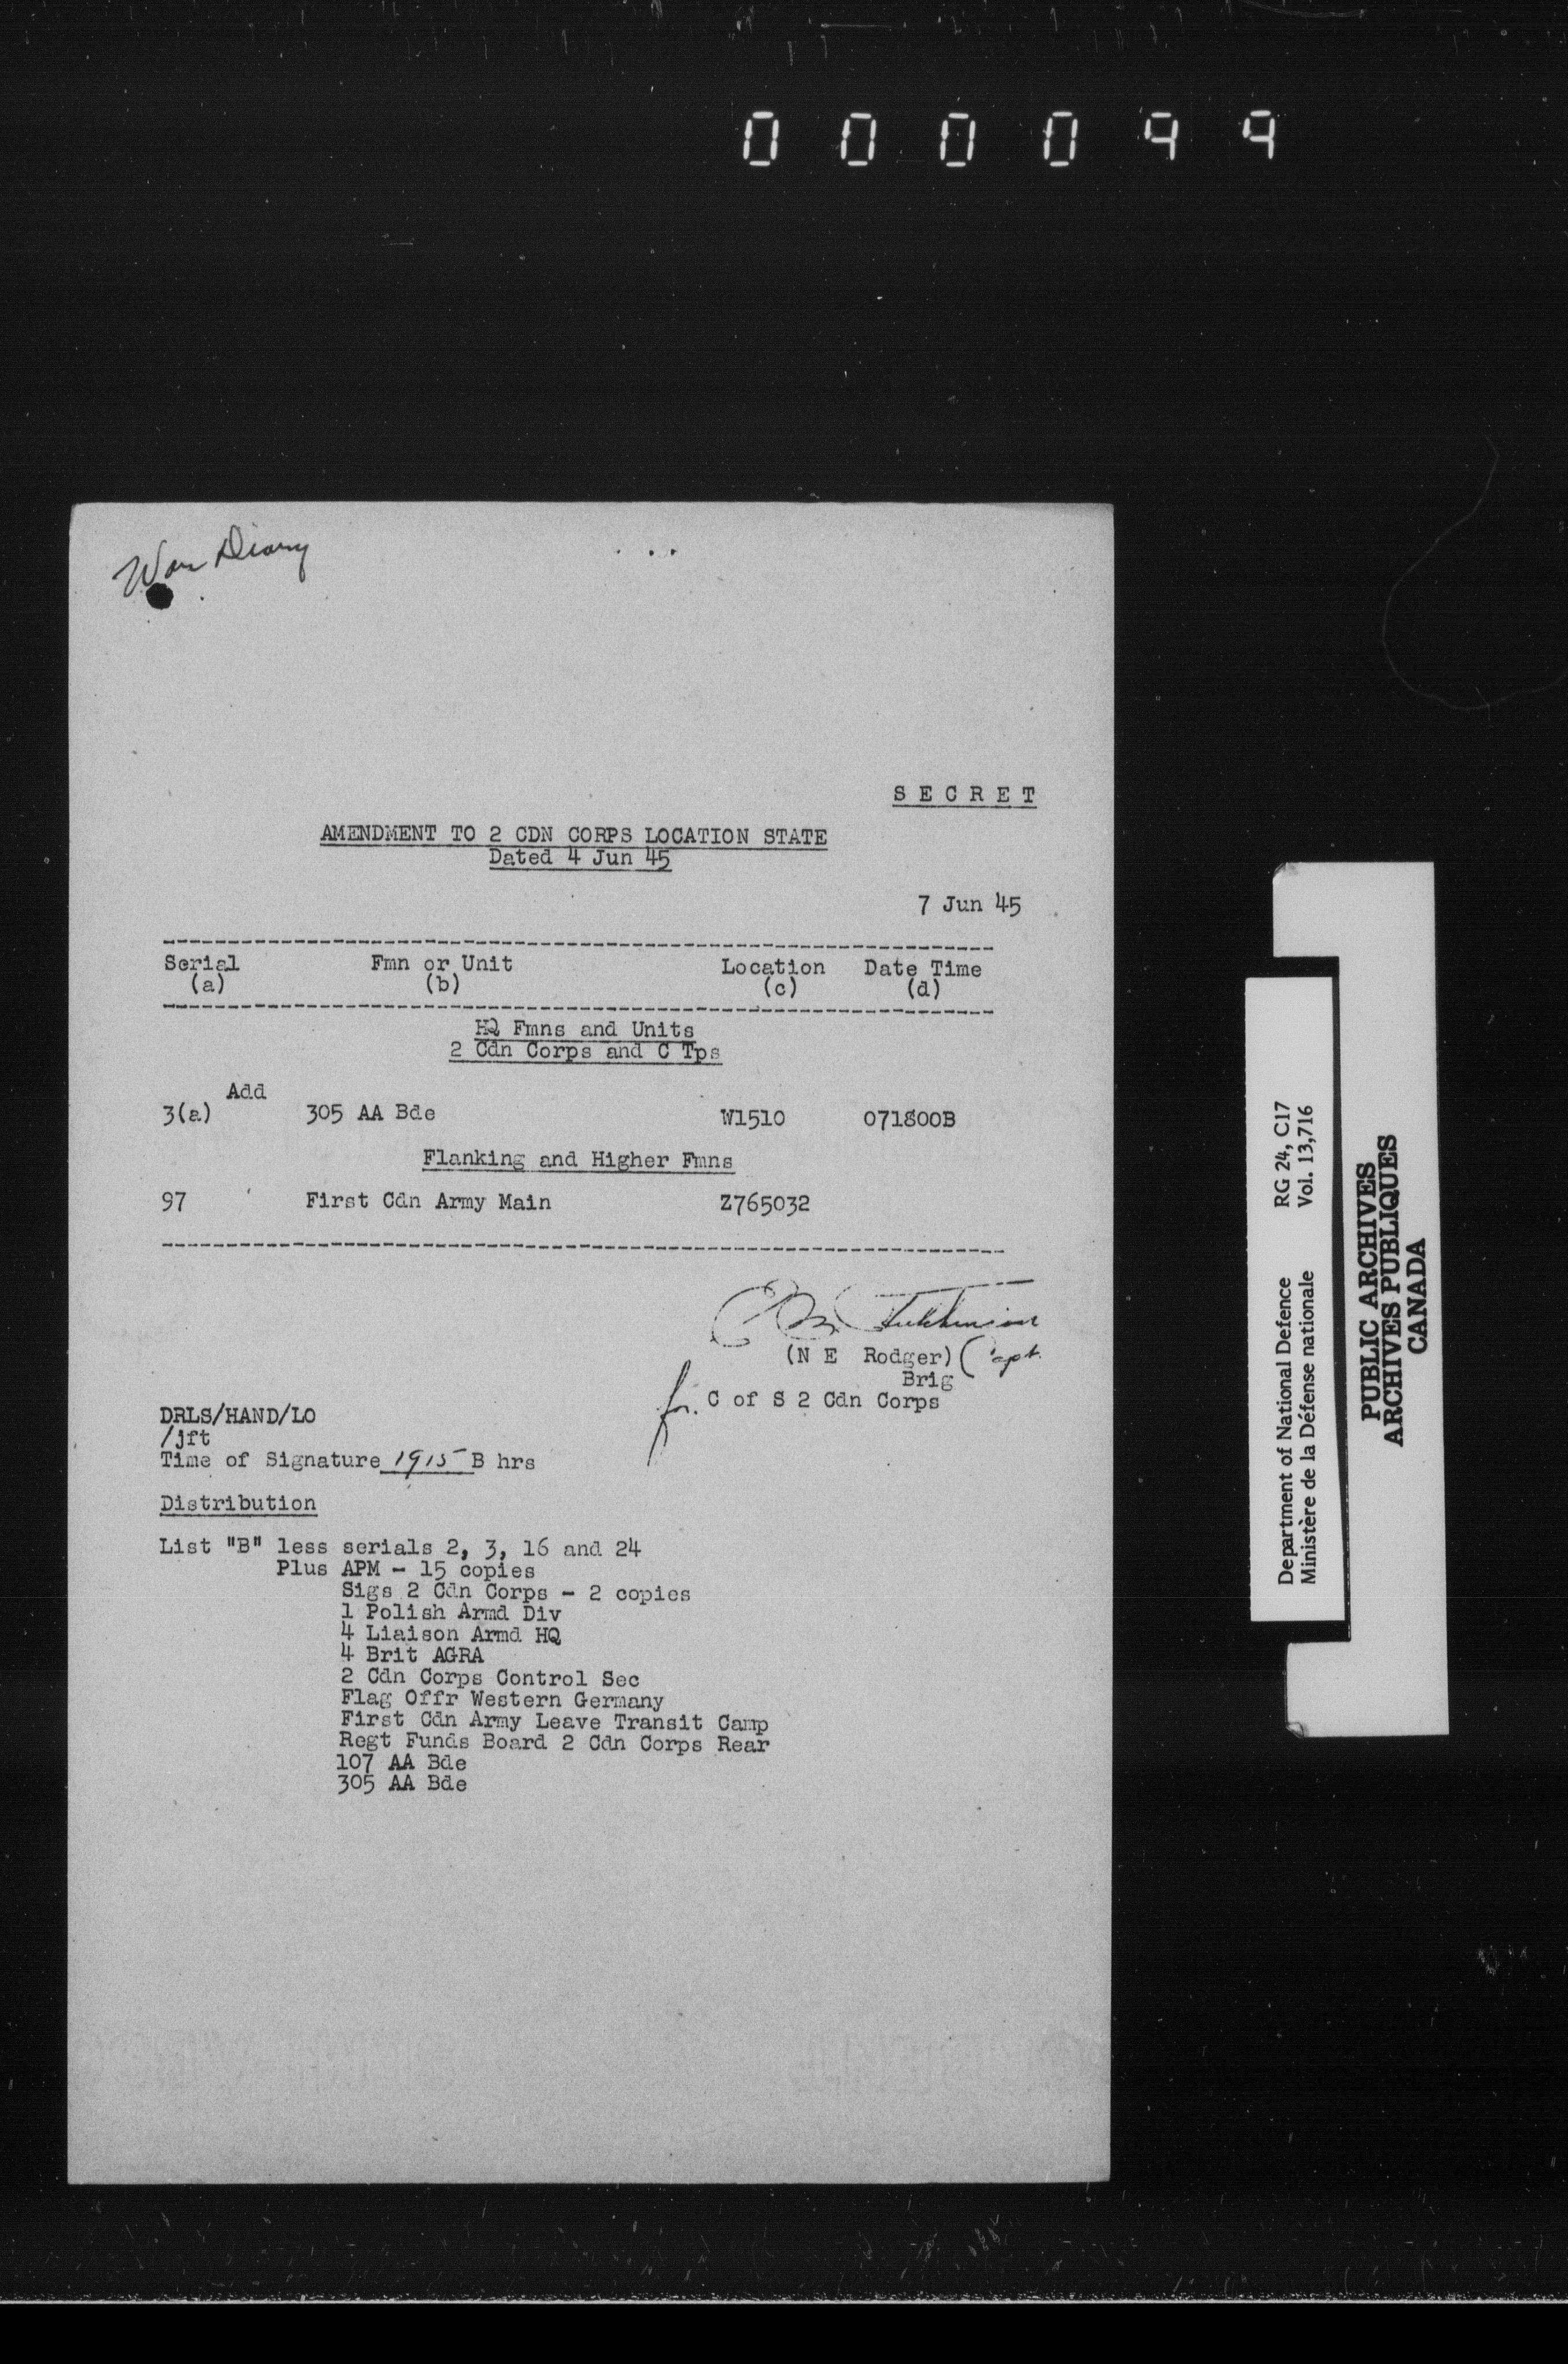 000099
War Diary
SECRET
AMENDMENT TO 2 CDN CORPS LOCATION STATE
Dated 4 Jun 45
7 Jun 45
Serial Fmn or Unit Location Date Time
(a) (b) (c) (d)
HQ Fmns and Units
2 Cdn Corps and C Tps
Add
3(a) 305 AA Bde W1510 071800B
Flanking and Higher Fmns
97 First Cdn Army Main Z765032
(N E Rodger) Capt.
Brig
for C of S 2 Cdn Corps
DRLS/HAND/LO
/jft
Time of Signature 1915 B hrs
Distribution
List "B" less serials 2, 3, 16 and 24
Plus APM - 15 copies
Sigs 2 Cdn Corps - 2 copies
1 Polish Armd Div
4 Liaison Armd HQ
4 Brit AGRA
2 Cdn Corps Control Sec
Flag Offr Western Germany
First Cdn Army Leave Transit Camp
Regt Funds Board 2 Cdn Corps Rear
107 AA Bde
305 AA Bde
Department of National Defence RG 24, C17
Ministère de la Défense nationale Vol. 13,716
PUBLIC ARCHIVES
ARCHIVES PUBLIQUES
CANADA